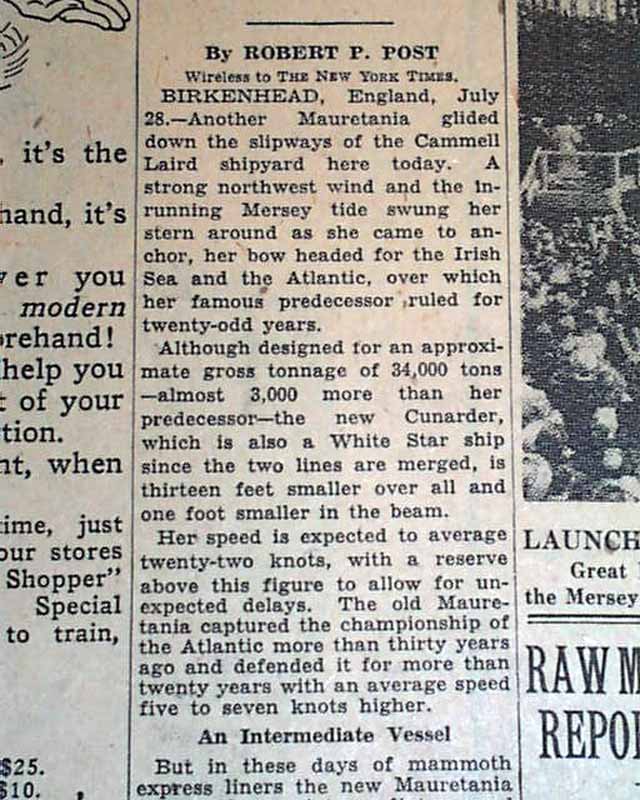 , it's the
hand, it's
ver you
modern
orehand!
help you
t of your
tion.
nt, when
time, just
our stores
Shopper"
Special
to train,
$25.
$10.
By ROBERT P. POST
Wireless to THE NEW YORK TIMES.
BIRKENHEAD, England, July
28.—Another Mauretania glided
down the slipways of the Cammell
Laird shipyard here today. A
strong northwest wind and the in-
running Mersey tide swung her
stern around as she came to an-
chor, her bow headed for the Irish
Sea and the Atlantic, over which
her famous predecessor ruled for
twenty-odd years.
Although designed for an approxi-
mate gross tonnage of 34,000 tons
—almost 3,000 more than her
predecessor—the new Cunarder,
which is also a White Star ship
since the two lines are merged, is
thirteen feet smaller over all and
one foot smaller in the beam.
Her speed is expected to average
twenty-two knots, with a reserve
above this figure to allow for un-
expected delays. The old Maure-
tania captured the championship of
the Atlantic more than thirty years
ago and defended it for more than
twenty years with an average speed
five to seven knots higher.
An Intermediate Vessel
But in these days of mammoth
express liners the new Mauretania
LAUNCH
Great
the Mersey
RAW M
REPO